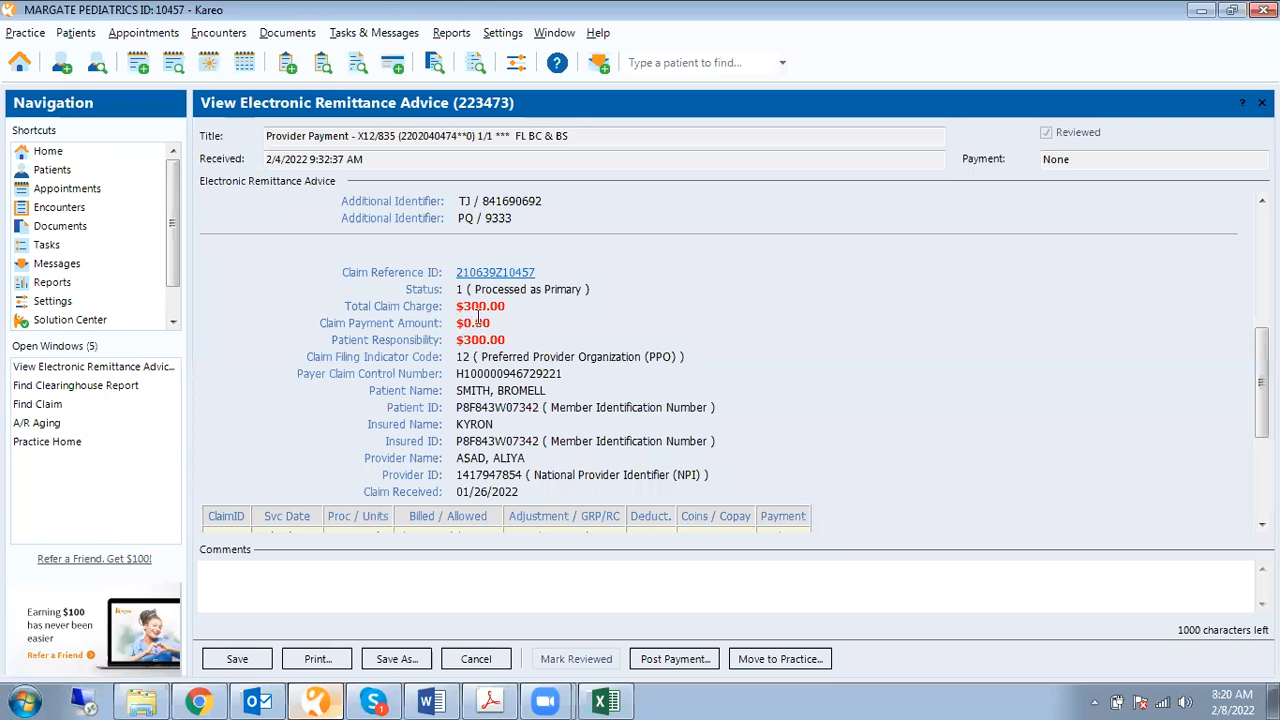 MARGATE PEDIATRICS ID: 10457 - Kareo
Practice Patients Appointments Encounters Documents Tasks & Messages Reports Settings Window Help
Type a patient to find...
Navigation
Shortcuts
Home
Patients
Appointments
Encounters
Documents
Tasks
Messages
Reports
Settings
Solution Center
Open Windows (5)
View Electronic Remittance Advic...
Find Clearinghouse Report
Find Claim
A/R Aging
Practice Home
Refer a Friend. Get $100!
Earning $100
has never been
easier
Refer a Friend
View Electronic Remittance Advice (223473)
Title: Provider Payment - X12/835 (2202040474**0) 1/1 *** FL BC & BS Reviewed
Received: 2/4/2022 9:32:37 AM Payment: None
Electronic Remittance Advice
Additional Identifier: TJ / 841690692
Additional Identifier: PQ / 9333
Claim Reference ID: 210639Z10457
Status: 1 ( Processed as Primary )
Total Claim Charge: $300.00
Claim Payment Amount: $0.00
Patient Responsibility: $300.00
Claim Filing Indicator Code: 12 ( Preferred Provider Organization (PPO) )
Payer Claim Control Number: H100000946729221
Patient Name: SMITH, BROMELL
Patient ID: P8F843W07342 ( Member Identification Number )
Insured Name: KYRON
Insured ID: P8F843W07342 ( Member Identification Number )
Provider Name: ASAD, ALIYA
Provider ID: 1417947854 ( National Provider Identifier (NPI) )
Claim Received: 01/26/2022
ClaimID Svc Date Proc / Units Billed / Allowed Adjustment / GRP/RC Deduct. Coins / Copay Payment
Comments
1000 characters left
Save Print... Save As... Cancel Mark Reviewed Post Payment... Move to Practice...
8:20 AM
2/8/2022